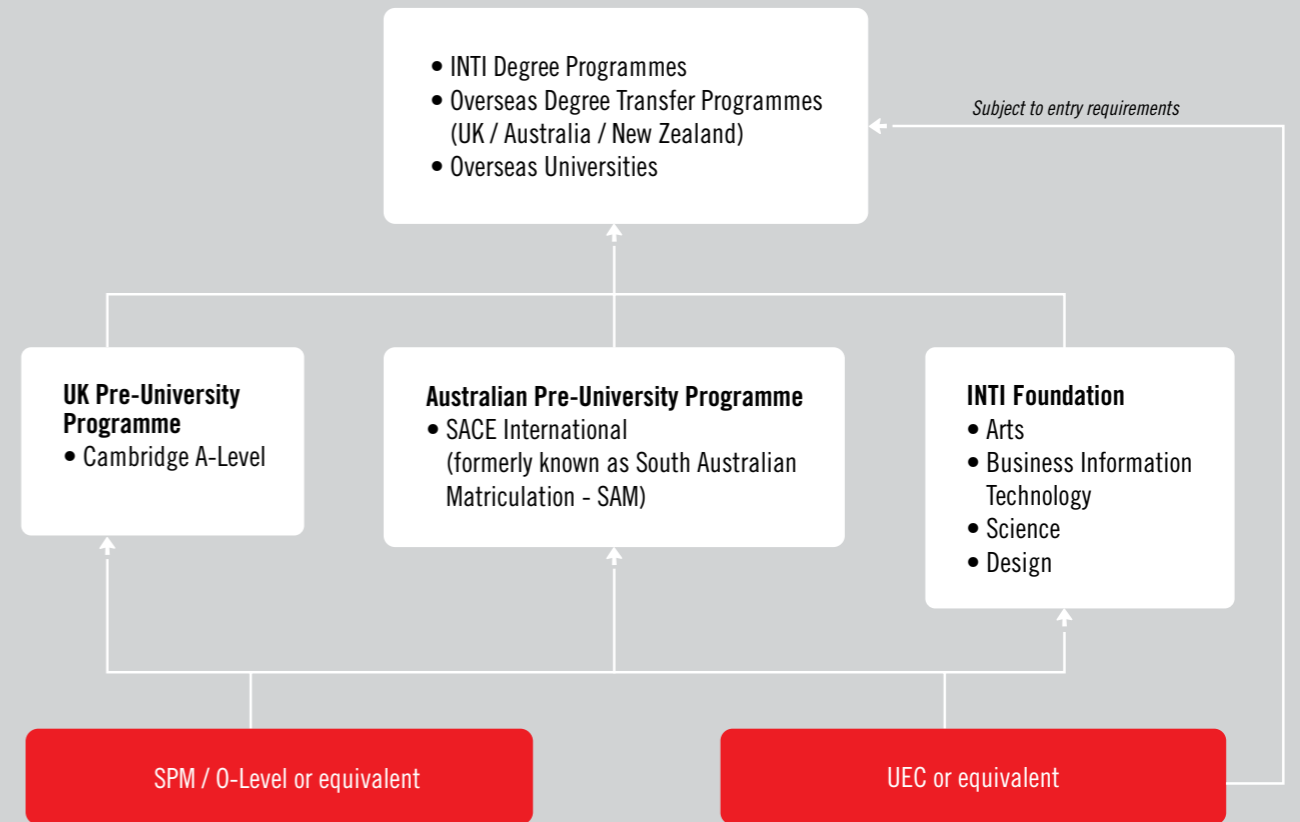 • INTI Degree Programmes
• Overseas Degree Transfer Programmes
(UK / Australia / New Zealand)
• Overseas Universities
Subject to entry requirements
UK Pre-University
Programme
• Cambridge A-Level
Australian Pre-University Programme
• SACE International
(formerly known as South Australian
Matriculation - SAM)
INTI Foundation
• Arts
• Business Information
Technology
• Science
• Design
SPM / O-Level or equivalent
UEC or equivalent